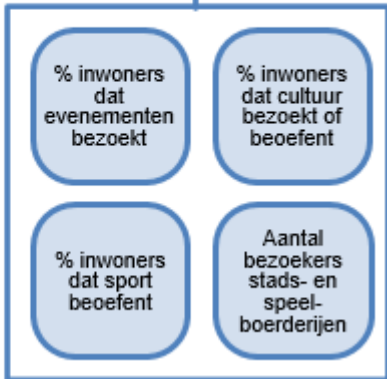 % inwoners
dat
evenementen
bezoekt
% inwoners
dat cultuur
bezoekt of
beoefent
% inwoners
dat sport
beoefent
Aantal
bezoekers
stads- en
speel-
boerderijen